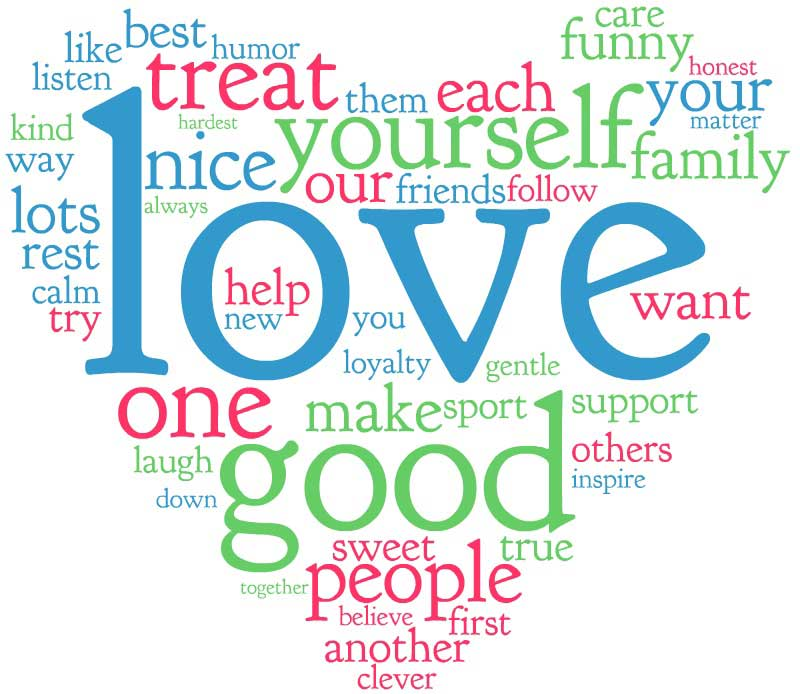 care
best
like
humor
funny
listen
treat
honest
them
each
your
kind
hardest
yourself
matter
way
nice
family
our
friends
follow
lots
always
love
rest
calm
help
want
try
new
you
loyalty
gentle
one
make
sport
support
laugh
good
others
down
inspire
sweet
true
together
people
believe
first
another
clever